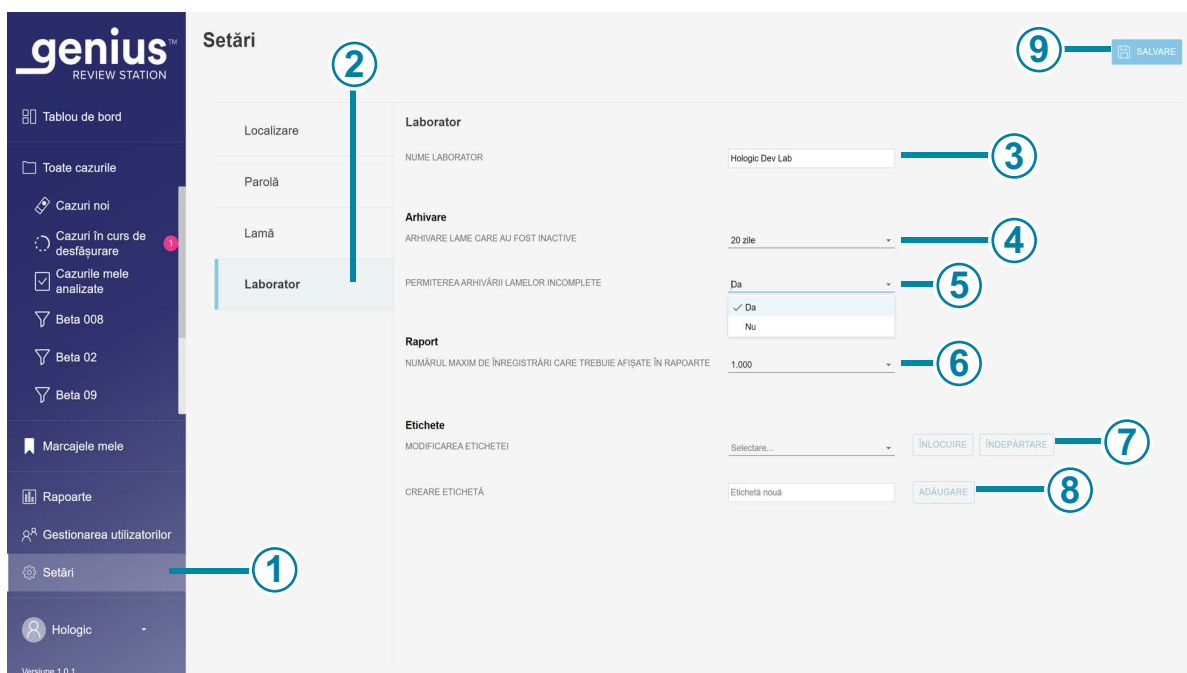 genius™
REVIEW STATION
Tablou de bord
Toate cazurile
Cazuri noi
Cazuri în curs de
desfășurare
1
Cazurile mele
analizate
Beta 008
Beta 02
Beta 09
Marcajele mele
Rapoarte
Gestionarea utilizatorilor
Setări
1
Hologic
Versiune 1.0.1
Setări
2
9
SALVARE
Localizare
Parolă
Lamă
Laborator
Laborator
NUME LABORATOR
Hologic Dev Lab
3
Arhivare
ARHIVARE LAME CARE AU FOST INACTIVE
20 zile
4
PERMITEREA ARHIVĂRII LAMELOR INCOMPLETE
Da
5
Da
Nu
Raport
NUMĂRUL MAXIM DE ÎNREGISTRĂRI CARE TREBUIE AFIȘATE ÎN RAPOARTE
1.000
6
Etichete
MODIFICAREA ETICHETEI
Selectare...
ÎNLOCUIRE
ÎNDEPĂRTARE
7
CREARE ETICHETĂ
Etichetă nouă
ADĂUGARE
8